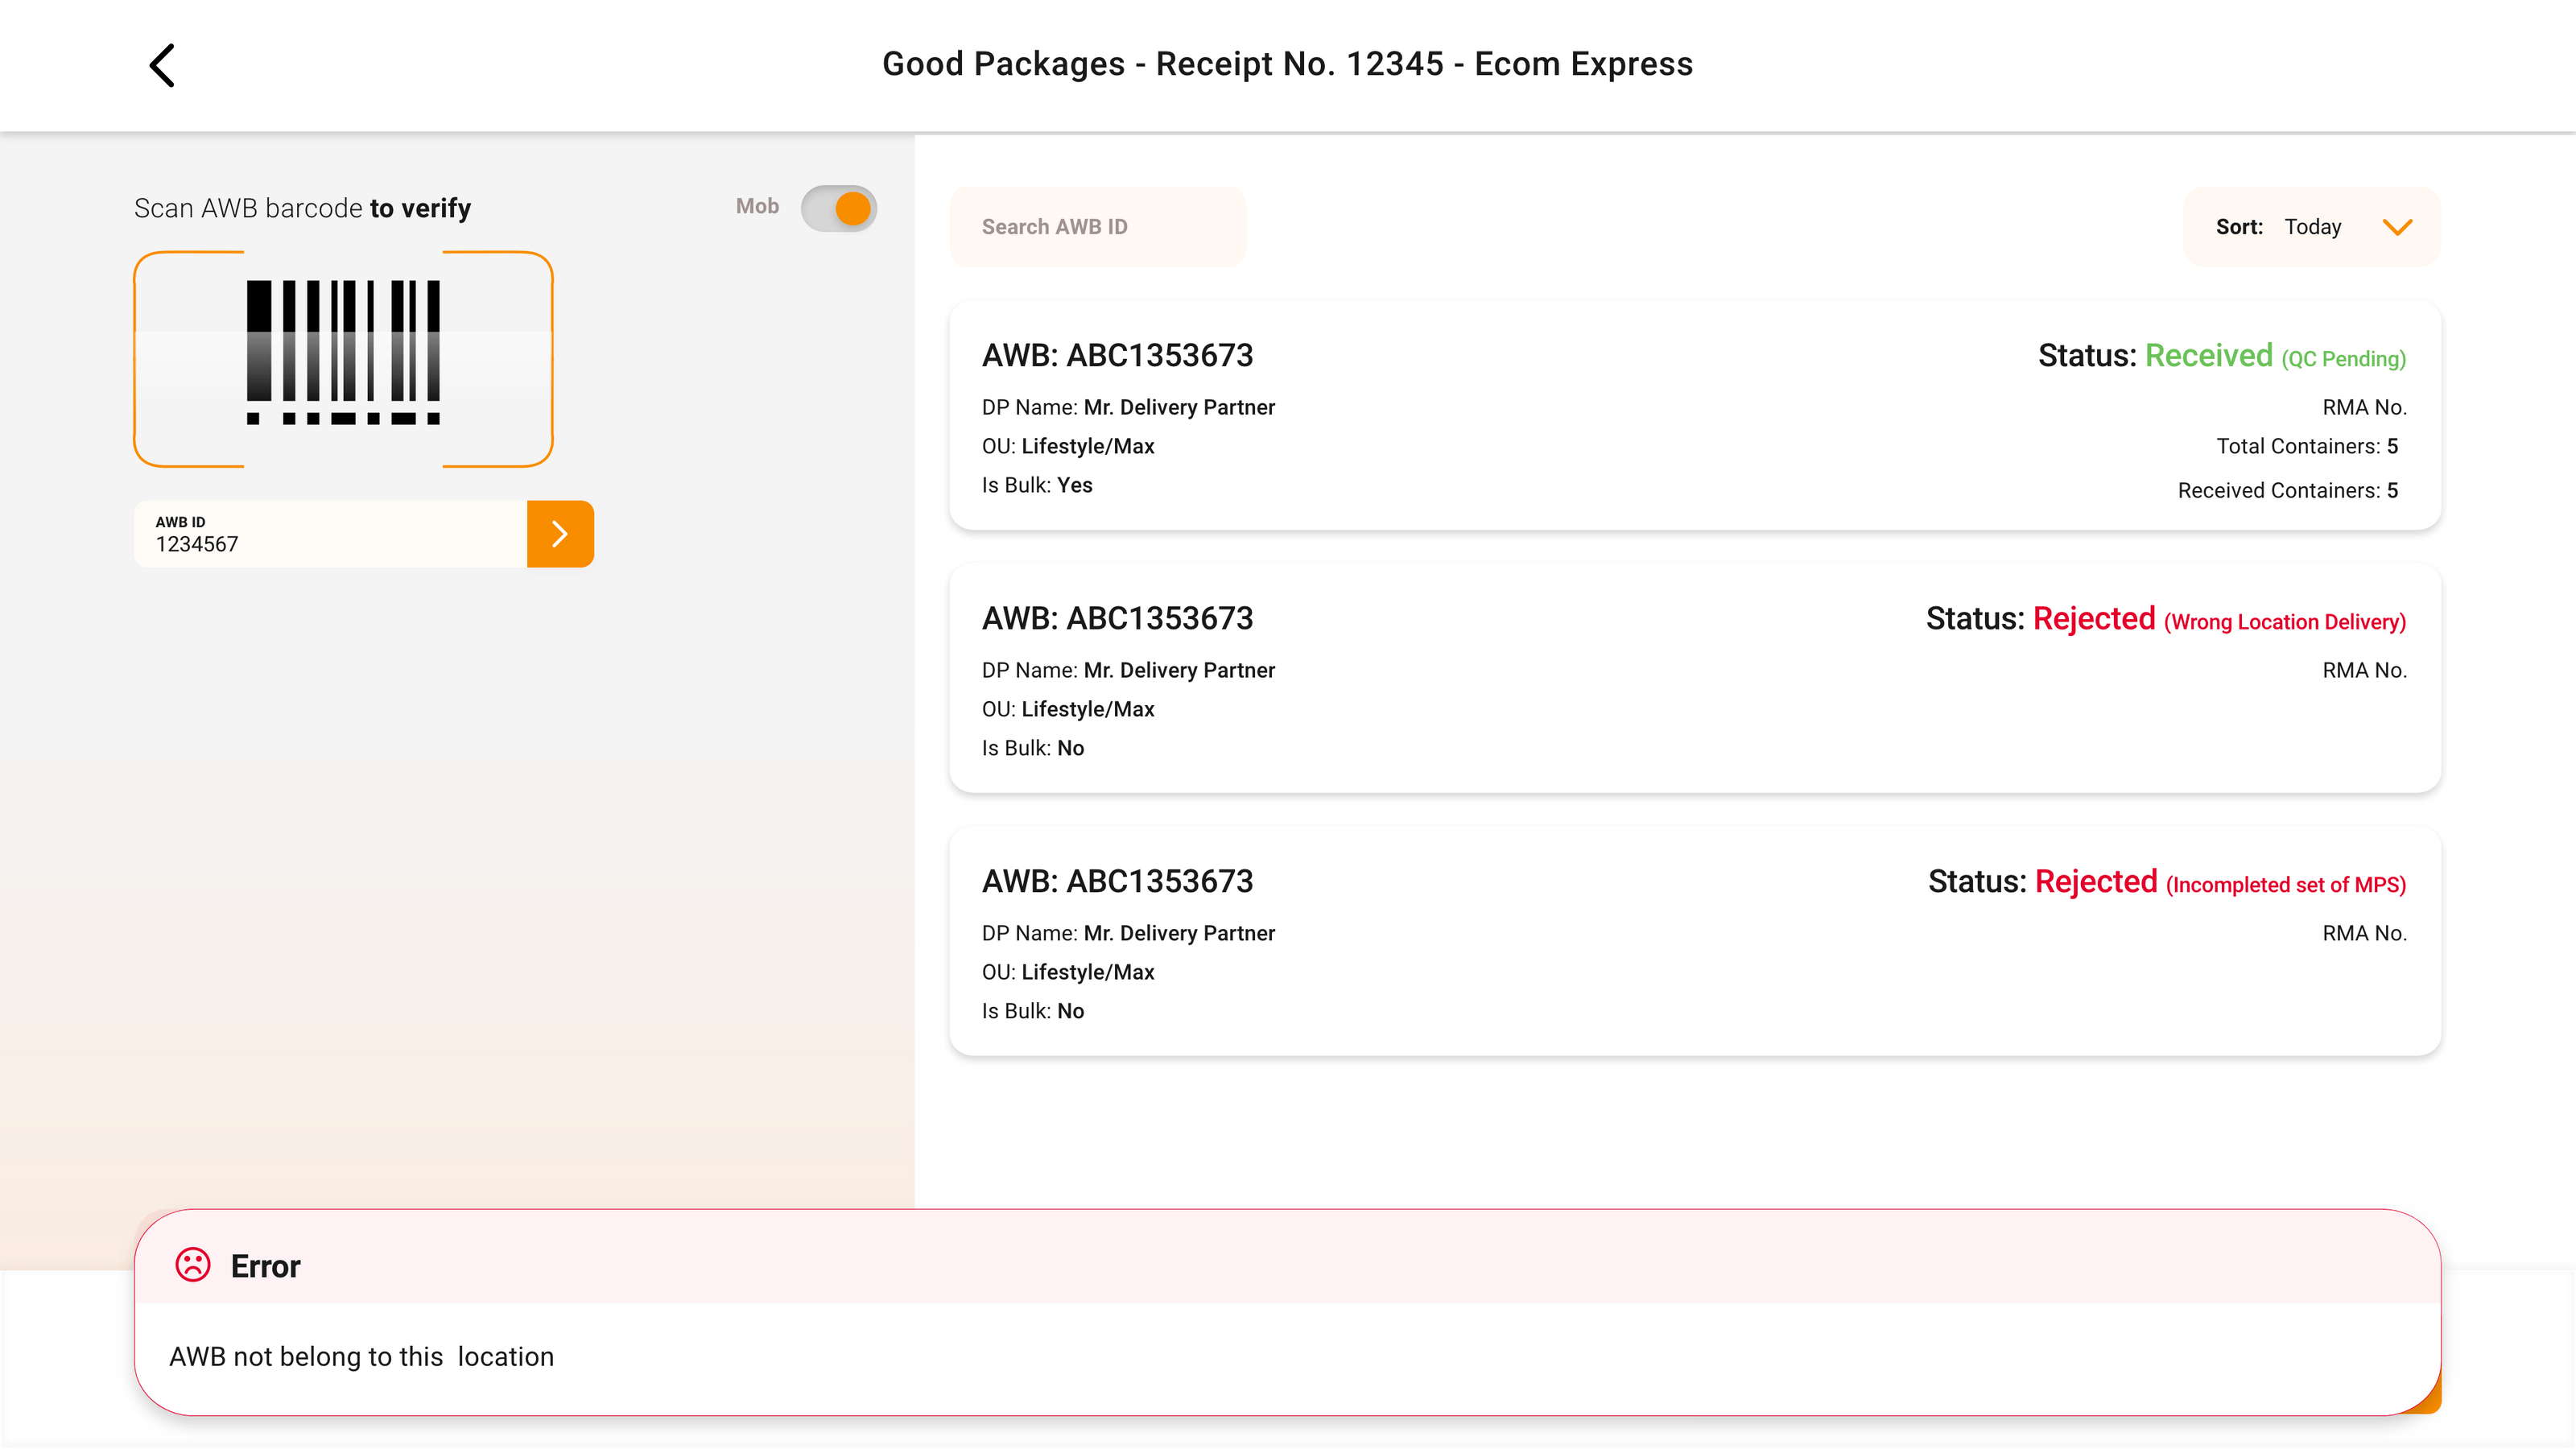 Good Packages - Receipt No. 12345 - Ecom Express
Scan AWB barcode to verify
Mob
AWB ID
1234567
Search AWB ID
Sort: Today
AWB: ABC1353673
Status: Received (QC Pending)
DP Name: Mr. Delivery Partner
RMA No.
OU: Lifestyle/Max
Total Containers: 5
Is Bulk: Yes
Received Containers: 5
AWB: ABC1353673
Status: Rejected (Wrong Location Delivery)
DP Name: Mr. Delivery Partner
RMA No.
OU: Lifestyle/Max
Is Bulk: No
AWB: ABC1353673
Status: Rejected (Incompleted set of MPS)
DP Name: Mr. Delivery Partner
RMA No.
OU: Lifestyle/Max
Is Bulk: No
Error
AWB not belong to this  location